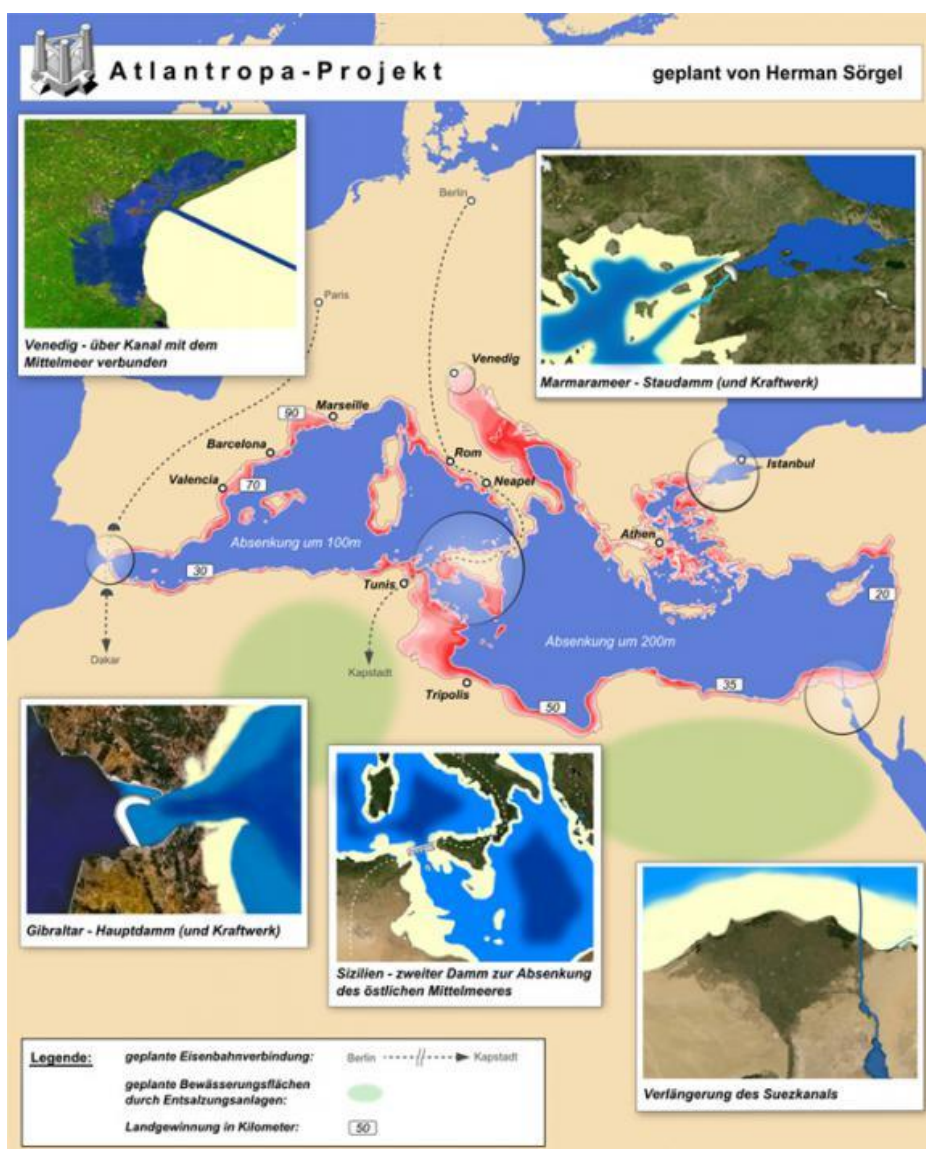 Atlantropa-Projekt
geplant von Herman Sörgel
Venedig - über Kanal mit dem
Mittelmeer verbunden
Marmarameer - Staudamm (und Kraftwerk)
Berlin
Paris
Venedig
Marseille
90
Barcelona
Rom
Istanbul
Valencia
70
Neapel
Athen
Absenkung um 100m
30
Tunis
20
Absenkung um 200m
Dakar
Kapstadt
Tripolis
35
50
Gibraltar - Hauptdamm (und Kraftwerk)
Sizilien - zweiter Damm zur Absenkung
des östlichen Mittelmeeres
Verlängerung des Suezkanals
Legende:
geplante Eisenbahnverbindung:
Berlin
Kapstadt
geplante Bewässerungsflächen
durch Entsalzungsanlagen:
Landgewinnung in Kilometer:
50